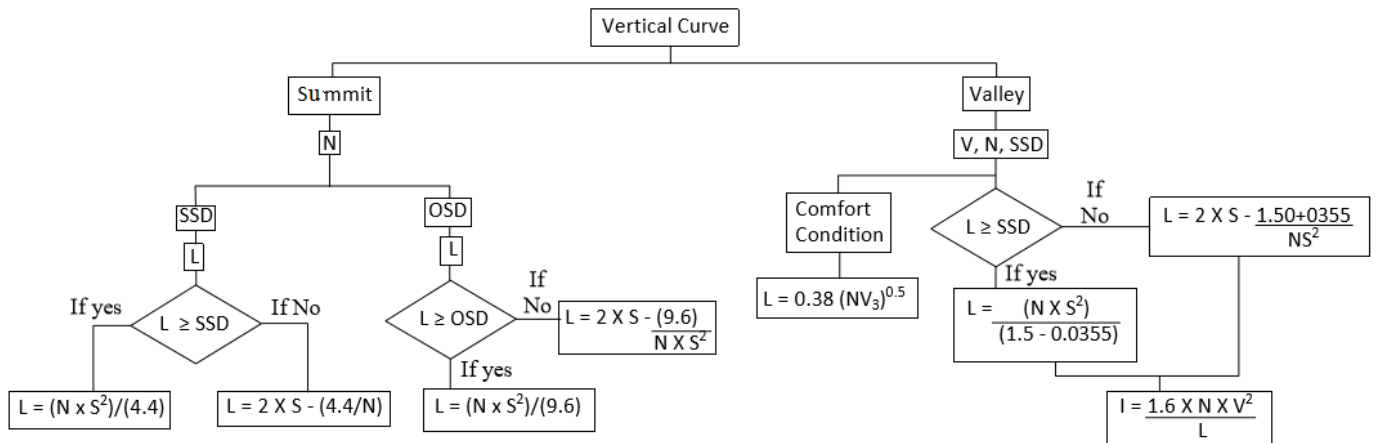 Vertical Curve
Summit
Valley
N
V, N, SSD
SSD
OSD
L
L
Comfort
Condition
L ≥ SSD
If
No
L = 2 X S - 1.50+0355
NS²
If yes
L = 0.38 (NV₃)^0.5
L = (N X S²)
(1.5 - 0.0355)
If yes
L ≥ SSD
If No
L ≥ OSD
If
No
L = 2 X S - (9.6)
N X S²
If yes
L = (N x S²)/(4.4)
L = 2 X S - (4.4/N)
L = (N x S²)/(9.6)
I = 1.6 X N X V²
L